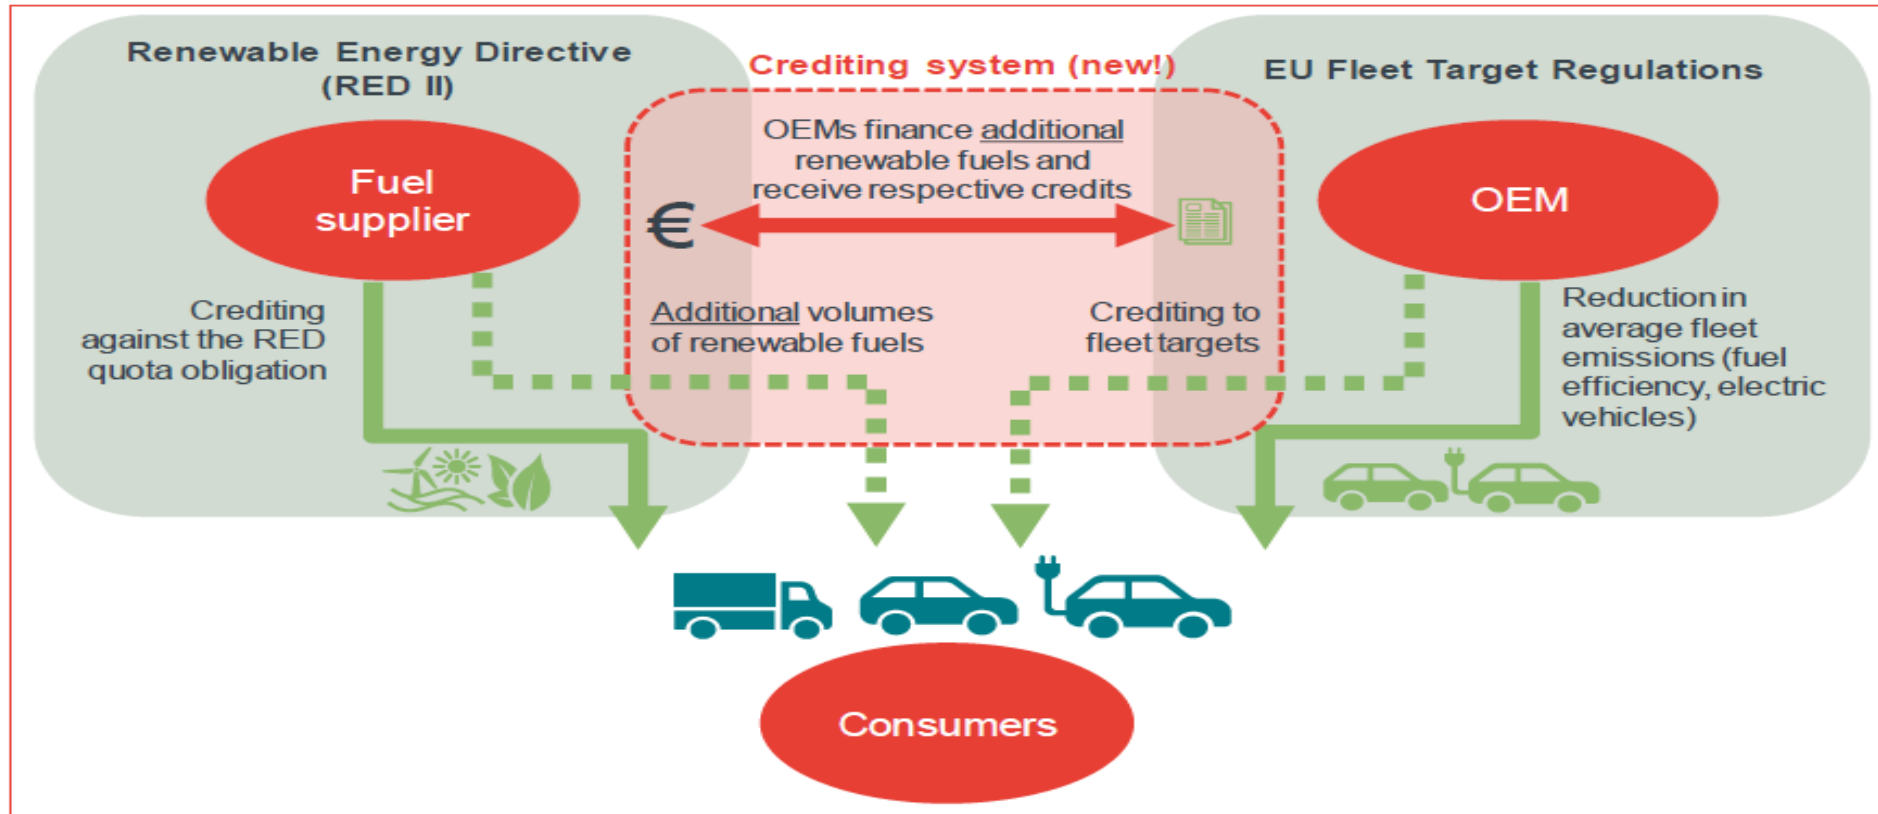 Renewable Energy Directive
(RED II)
Crediting system (new!)
EU Fleet Target Regulations
Fuel
supplier
OEMs finance additional
renewable fuels and
receive respective credits
€
OEM
Crediting
against the RED
quota obligation
Additional volumes
of renewable fuels
Crediting to
fleet targets
Reduction in
average fleet
emissions (fuel
efficiency, electric
vehicles)
Consumers